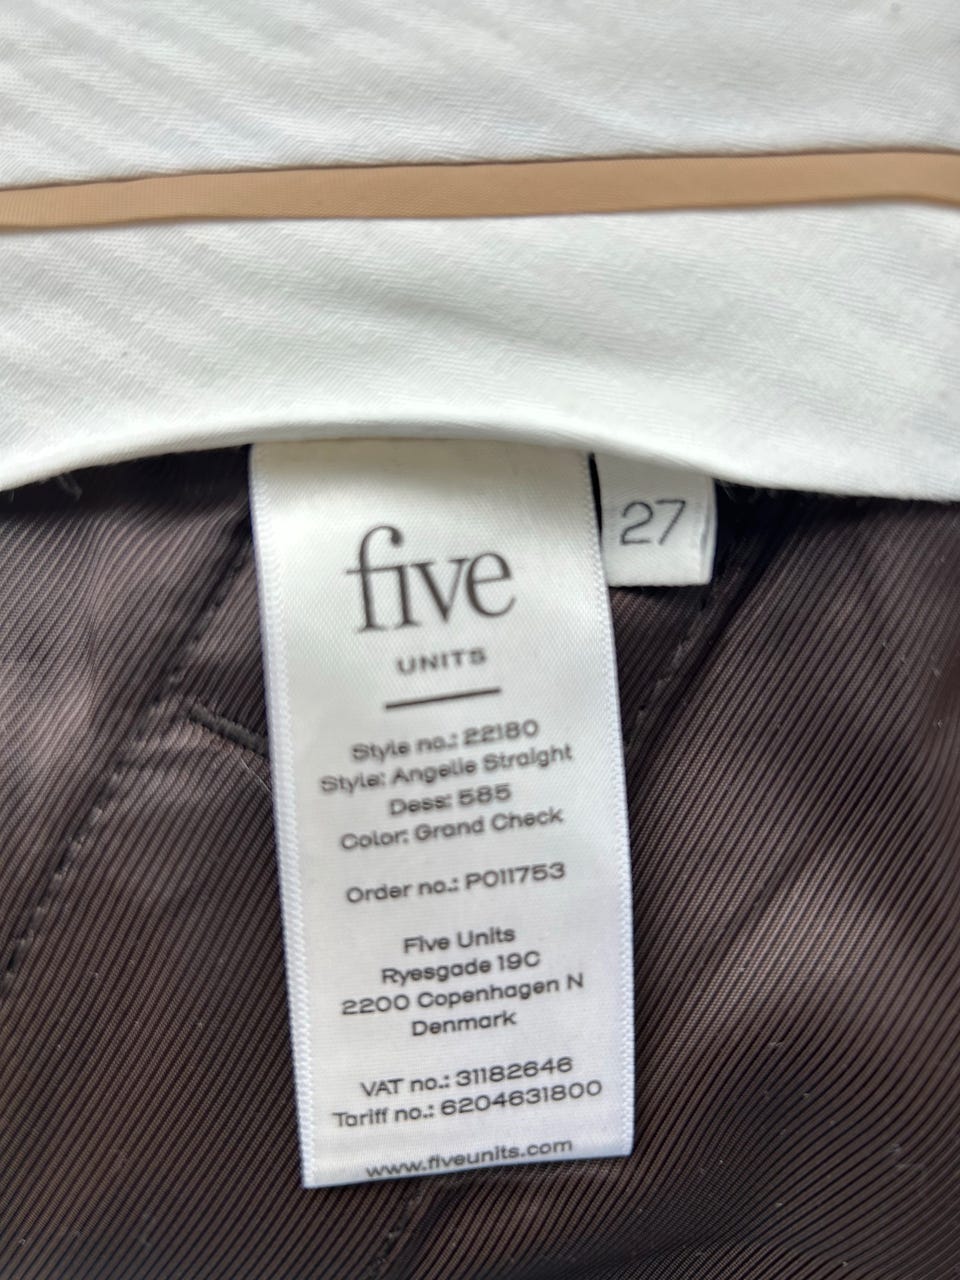 five
UNITS
27
Style no.: 22180
Style: Angelie Straight
Dess: 585
Color: Grand Check
Order no.: PO11753
Five Units
Ryesgade 19C
2200 Copenhagen N
Denmark
VAT no.: 31182646
Tariff no.: 6204631800
www.fiveunits.com